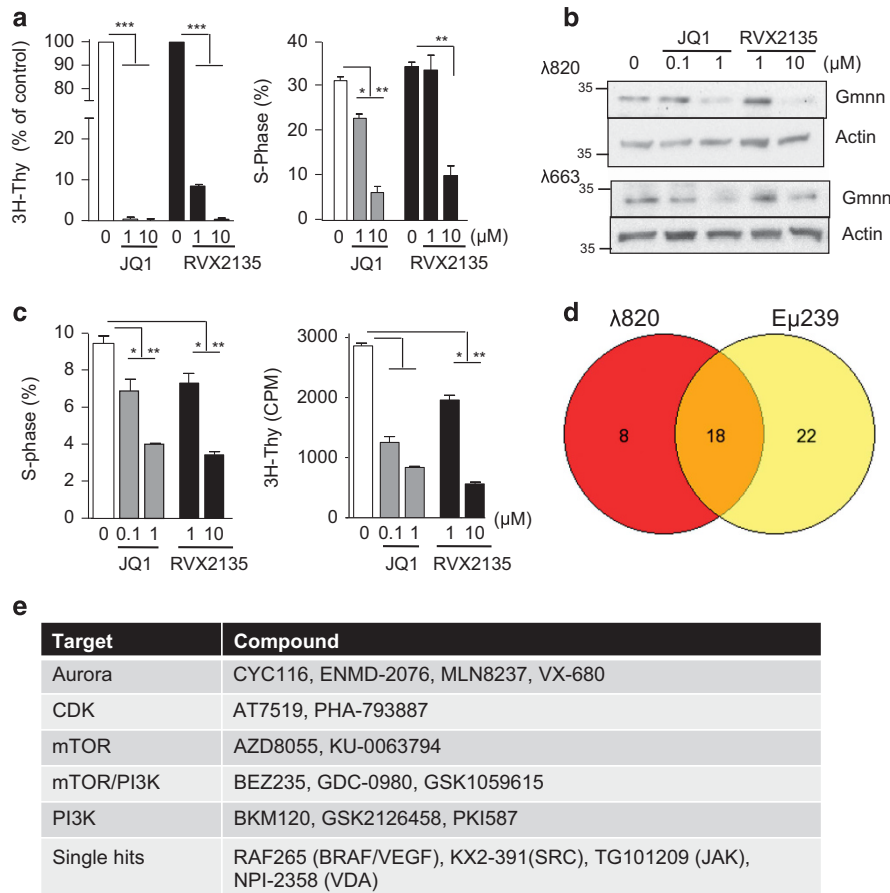 a
3H-Thy (% of control)
100
90
80
20
10
0
***
***
0 1 10 0 1 10
JQ1 RVX2135
S-Phase (%)
40
30
20
10
0
* **
**
0 1 10 0 1 10 (μM)
JQ1 RVX2135
b
JQ1 RVX2135
0 0.1 1 1 10 (μM)
λ820
35
Gmnn
35
Actin
λ663
35
Gmnn
35
Actin
c
S-phase (%)
10
8
6
4
2
0
* ** * **
0 0.1 1 1 10
JQ1 RVX2135
3H-Thy (CPM)
3000
2000
1000
0
* **
0 0.1 1 1 10 (μM)
JQ1 RVX2135
d
λ820 Eμ239
8 18 22
e
Target Compound
Aurora CYC116, ENMD-2076, MLN8237, VX-680
CDK AT7519, PHA-793887
mTOR AZD8055, KU-0063794
mTOR/PI3K BEZ235, GDC-0980, GSK1059615
PI3K BKM120, GSK2126458, PKI587
Single hits RAF265 (BRAF/VEGF), KX2-391(SRC), TG101209 (JAK),
NPI-2358 (VDA)